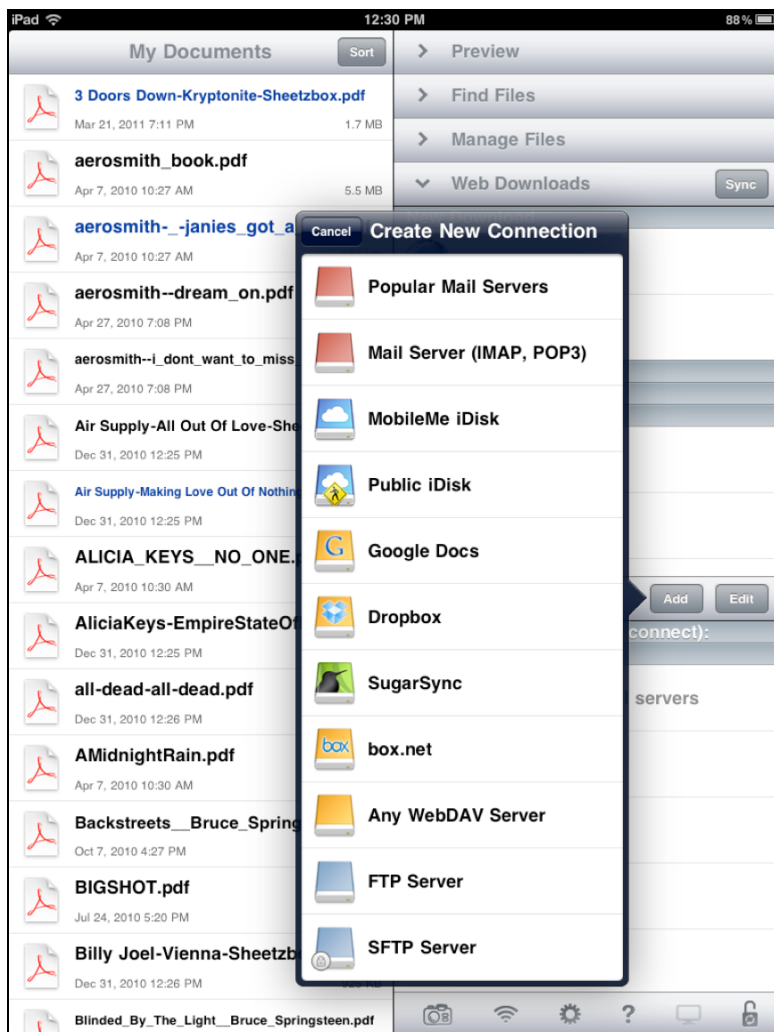 iPad
12:30 PM
88%
My Documents
Sort
3 Doors Down-Kryptonite-Sheetzbox.pdf
Mar 21, 2011 7:11 PM
1.7 MB
aerosmith_book.pdf
Apr 7, 2010 10:27 AM
5.5 MB
aerosmith-_-janies_got_a
Apr 7, 2010 10:27 AM
aerosmith--dream_on.pdf
Apr 27, 2010 7:08 PM
aerosmith--i_dont_want_to_miss_
Apr 27, 2010 7:08 PM
Air Supply-All Out Of Love-She
Dec 31, 2010 12:25 PM
Air Supply-Making Love Out Of Nothing
Dec 31, 2010 12:25 PM
ALICIA_KEYS__NO_ONE.
Apr 7, 2010 10:30 AM
AliciaKeys-EmpireStateOf
Dec 31, 2010 12:25 PM
all-dead-all-dead.pdf
Dec 31, 2010 12:26 PM
AMidnightRain.pdf
Apr 7, 2010 10:30 AM
Backstreets__Bruce_Spring
Oct 7, 2010 4:27 PM
BIGSHOT.pdf
Jul 24, 2010 5:20 PM
Billy Joel-Vienna-Sheetzb
Dec 31, 2010 12:26 PM
Blinded_By_The_Light__Bruce_Springsteen.pdf
Preview
Find Files
Manage Files
Web Downloads
Sync
Cancel
Create New Connection
Popular Mail Servers
Mail Server (IMAP, POP3)
MobileMe iDisk
Public iDisk
G
Google Docs
Dropbox
SugarSync
box
box.net
Any WebDAV Server
FTP Server
SFTP Server
Add
Edit
connect):
servers
?